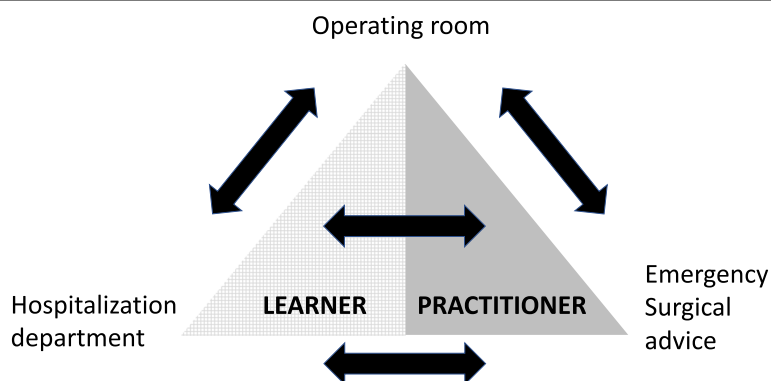 Operating room
Hospitalization
department
LEARNER
PRACTITIONER
Emergency
Surgical
advice